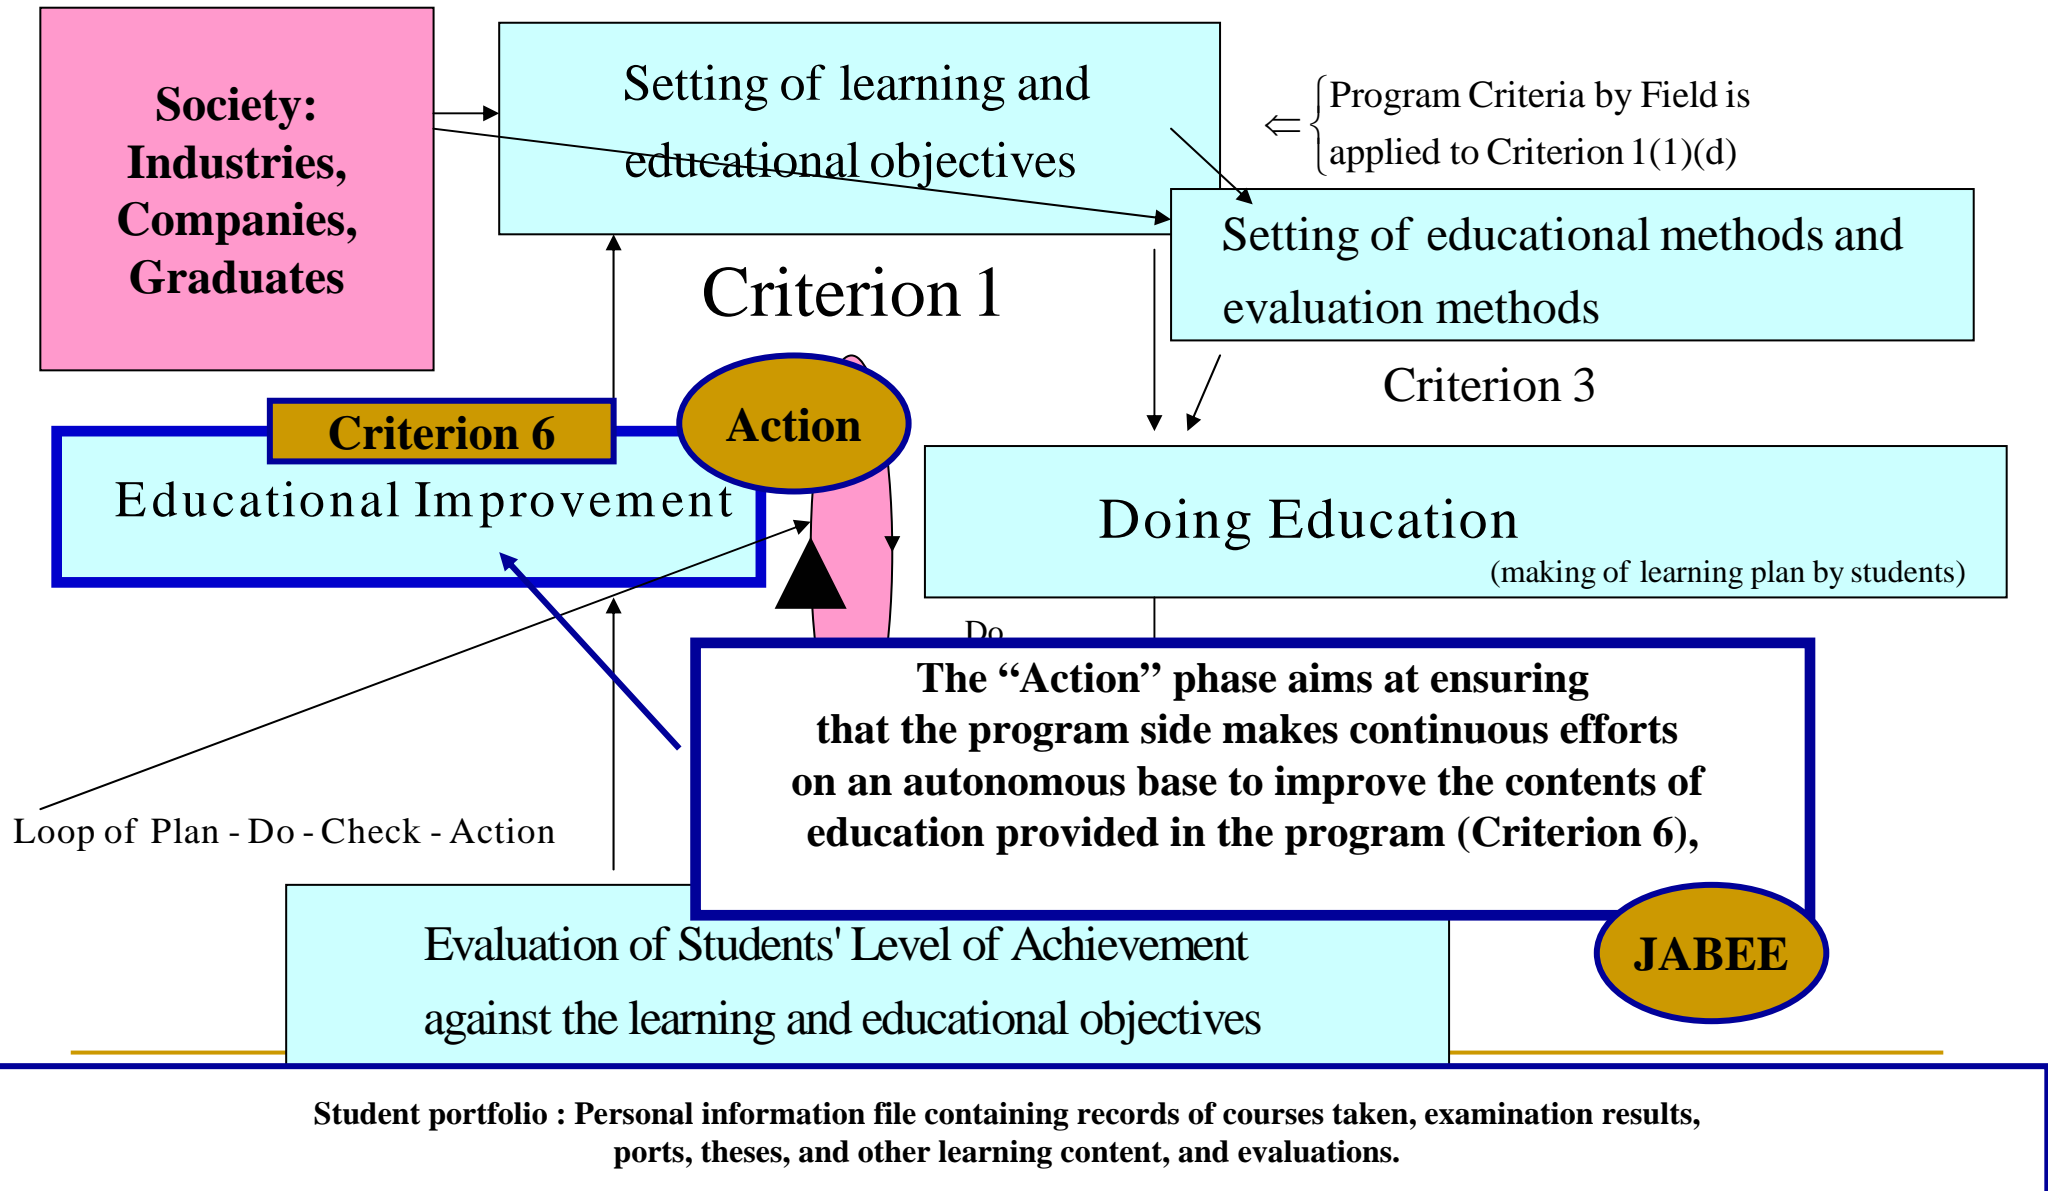 Society:
Industries,
Companies,
Graduates
Setting of learning and
educational objectives
Program Criteria by Field is
applied to Criterion 1(1)(d)
Setting of educational methods and
evaluation methods
Criterion 1
Criterion 3
Criterion 6
Action
Educational Improvement
Doing Education
(making of learning plan by students)
Do
The “Action” phase aims at ensuring
that the program side makes continuous efforts
on an autonomous base to improve the contents of
education provided in the program (Criterion 6),
Loop of Plan - Do - Check - Action
JABEE
Evaluation of Students' Level of Achievement
against the learning and educational objectives
Student portfolio : Personal information file containing records of courses taken, examination results,
ports, theses, and other learning content, and evaluations.